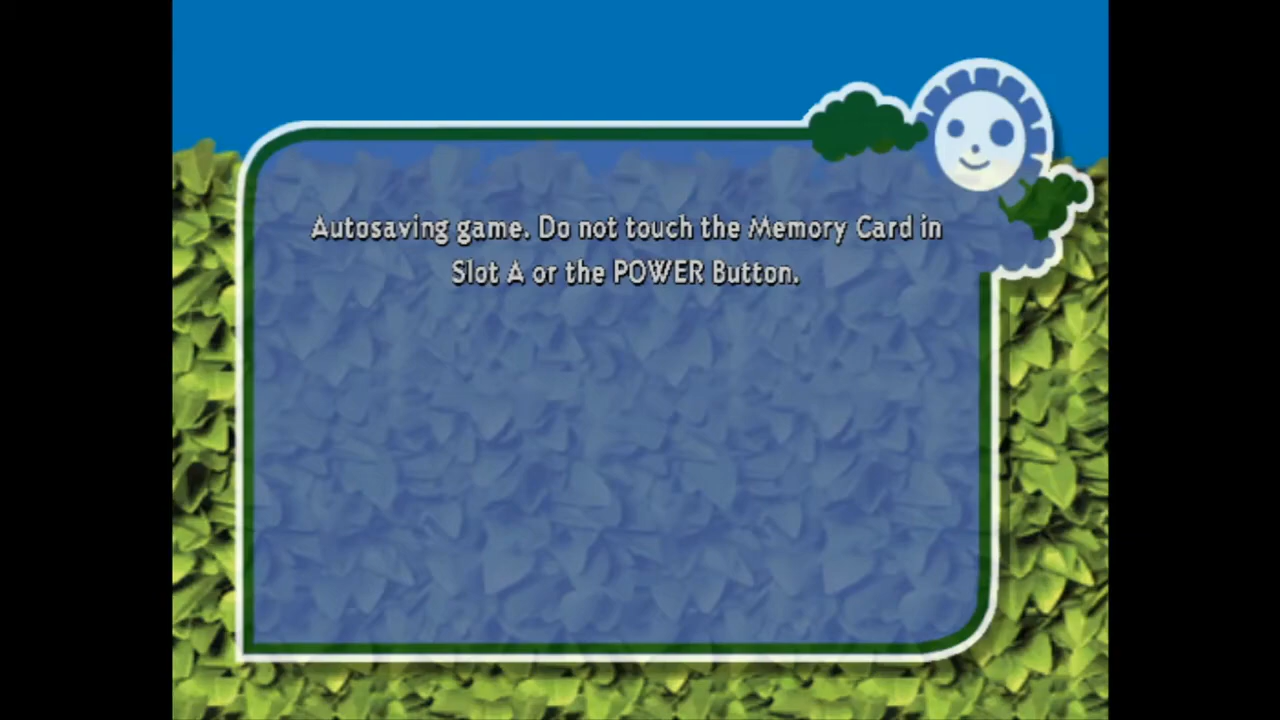 Autosaving game. Do not touch the Memory Card in
Slot A or the POWER Button.